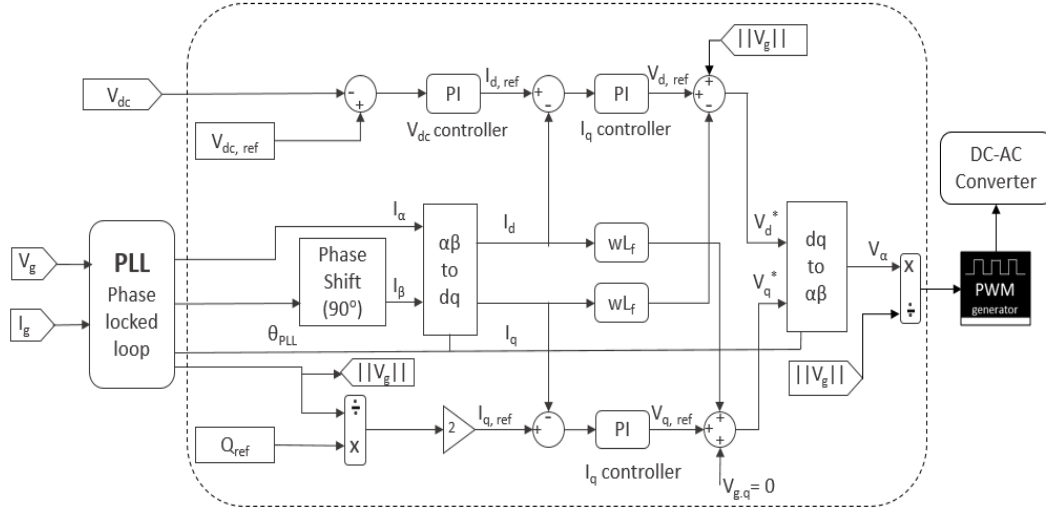 ||V_g||
V_dc
- +
PI
I_d, ref
+ -
PI
V_d, ref
+ + -
V_dc controller
I_q controller
V_dc, ref
DC-AC
Converter
V_g
I_g
PLL
Phase
locked
loop
I_α
Phase
Shift
(90°)
I_β
αβ
to
dq
I_d
wL_f
wL_f
I_q
θ_PLL
V_d*
V_q*
dq
to
αβ
V_α
X
÷
PWM
generator
||V_g||
||V_g||
Q_ref
÷
X
2
I_q, ref
+ -
PI
V_q, ref
+ + +
I_q controller
V_g.q = 0